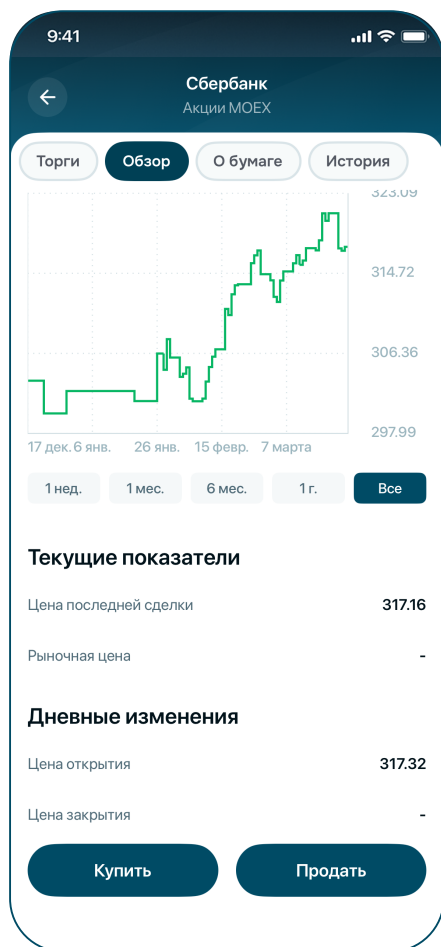 9:41
Сбербанк
Акции MOEX
Торги Обзор О бумаге История
323.09
314.72
306.36
297.99
17 дек. 6 янв. 26 янв. 15 февр. 7 марта
1 нед. 1 мес. 6 мес. 1 г. Все
Текущие показатели
Цена последней сделки 317.16
Рыночная цена -
Дневные изменения
Цена открытия 317.32
Цена закрытия -
Купить Продать